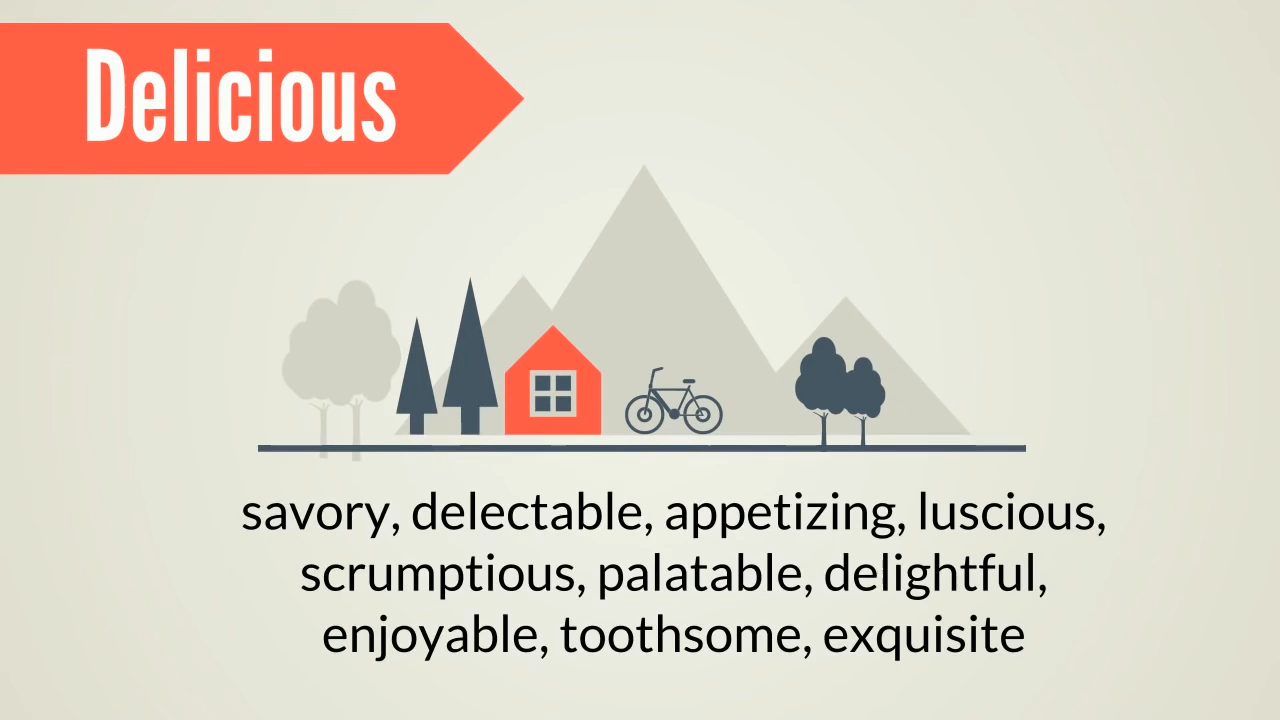 Delicious
savory, delectable, appetizing, luscious,
scrumptious, palatable, delightful,
enjoyable, toothsome, exquisite